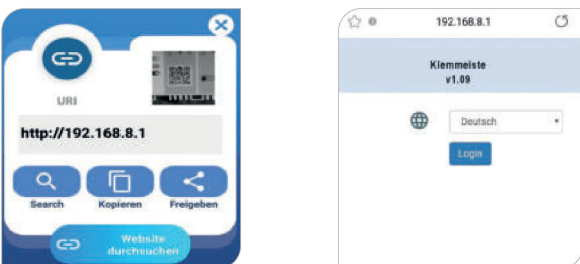 URI
http://192.168.8.1
Search Kopieren Freigeben
Website
durchsuchen
192.168.8.1
Klemmleiste
v1.09
Deutsch
Login